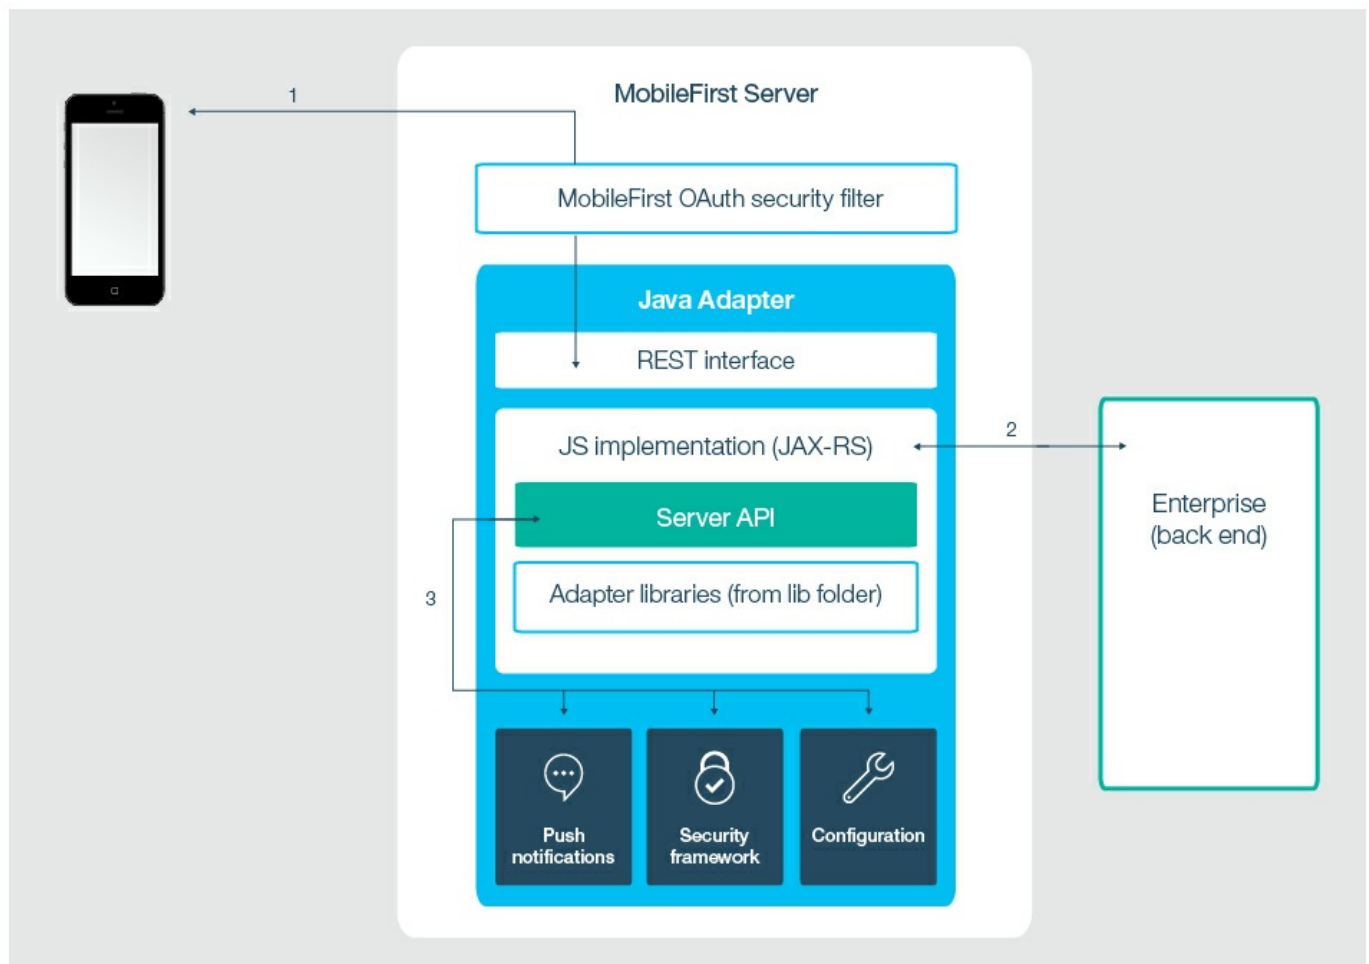 MobileFirst Server
1
MobileFirst OAuth security filter
Java Adapter
REST interface
JS implementation (JAX-RS)
2
Server API
Enterprise
(back end)
Adapter libraries (from lib folder)
3
Push
notifications
Security
framework
Configuration